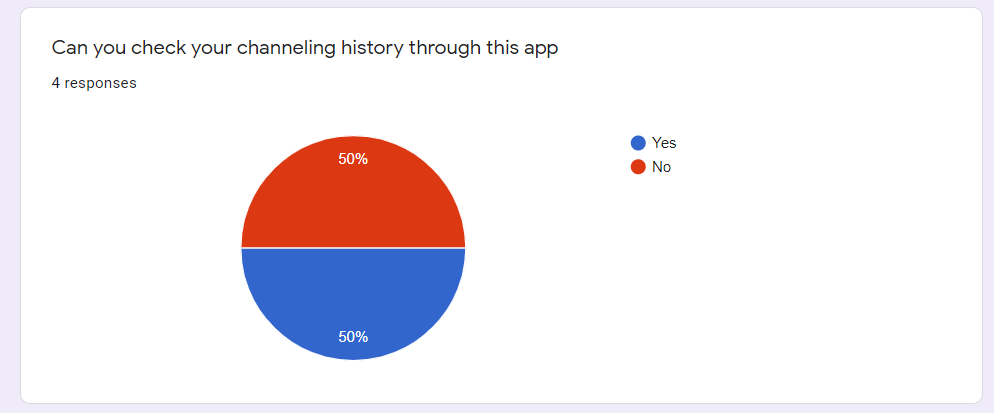 Can you check your channeling history through this app
4 responses
50%
50%
Yes
No